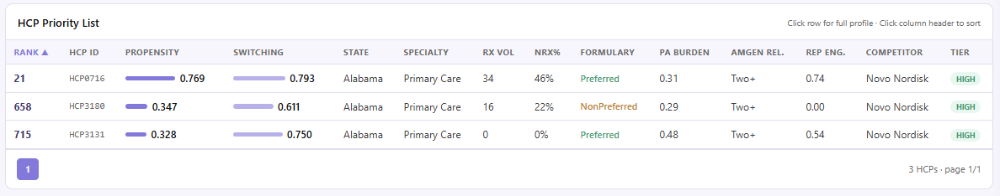 HCP Priority List
Click row for full profile · Click column header to sort
RANK ▲ HCP ID PROPENSITY SWITCHING STATE SPECIALTY RX VOL NRX% FORMULARY PA BURDEN AMGEN REL. REP ENG. COMPETITOR TIER
21 HCP0716 0.769 0.793 Alabama Primary Care 34 46% Preferred 0.31 Two+ 0.74 Novo Nordisk HIGH
658 HCP3180 0.347 0.611 Alabama Primary Care 16 22% NonPreferred 0.29 Two+ 0.00 Novo Nordisk HIGH
715 HCP3131 0.328 0.750 Alabama Primary Care 0 0% Preferred 0.48 Two+ 0.54 Novo Nordisk HIGH
1
3 HCPs · page 1/1